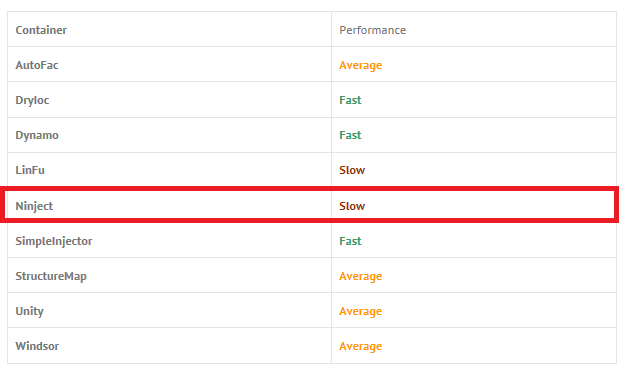 Container Performance
AutoFac Average
DryIoc Fast
Dynamo Fast
LinFu Slow
Ninject Slow
SimpleInjector Fast
StructureMap Average
Unity Average
Windsor Average